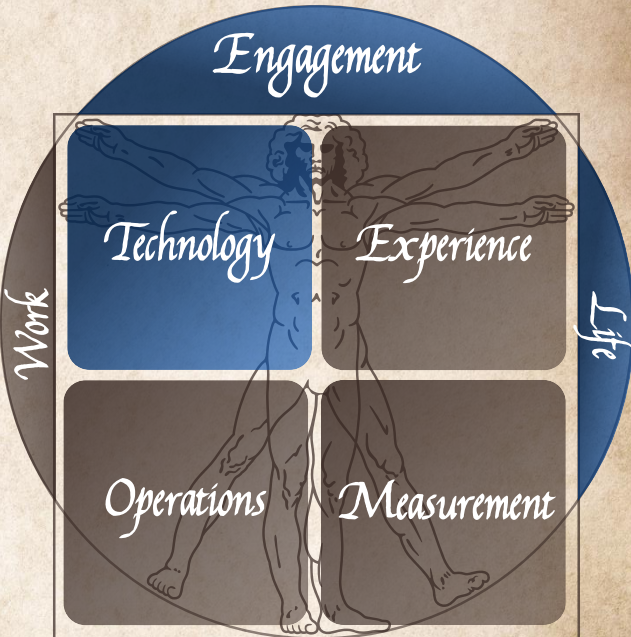 Engagement
Technology
Experience
Work
Life
Operations
Measurement